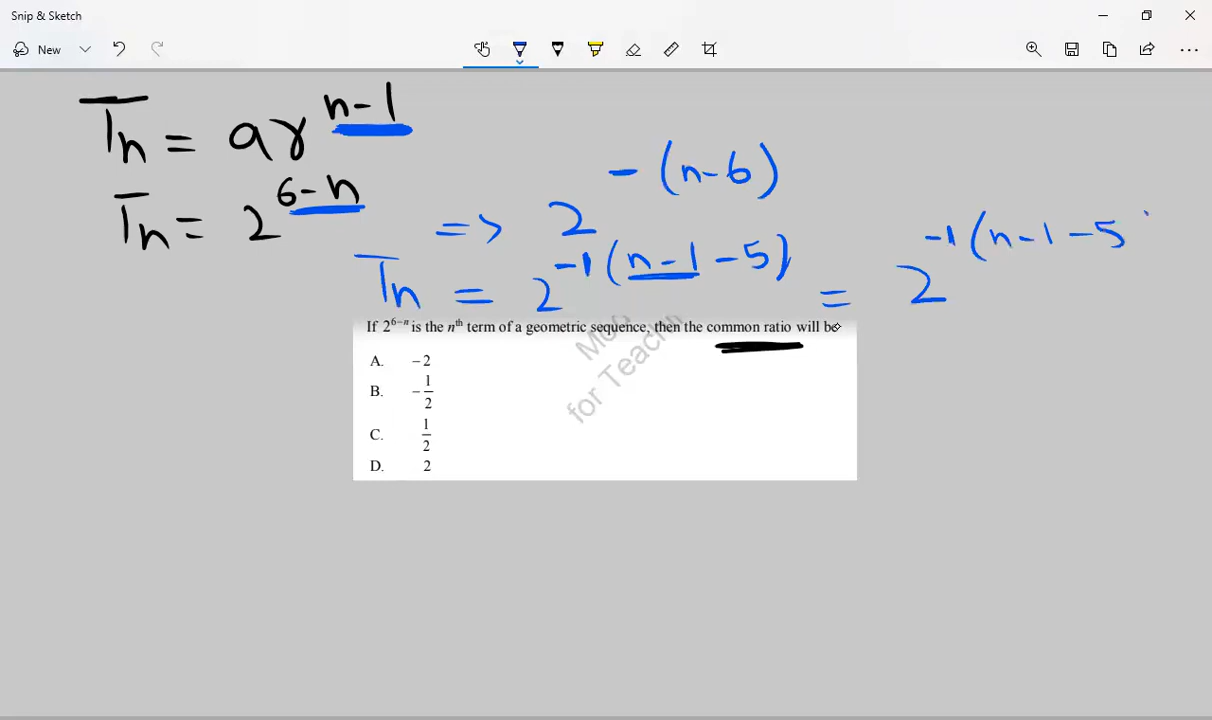 Snip & Sketch
New
Tn = ar^(n-1)
Tn = 2^(6-n)
=> 2^(-(n-6))
Tn = 2^(-1(n-1-5)) = 2^(-1(n-1-5
If 2^(6-n) is the n^th term of a geometric sequence, then the common ratio will be
A. -2
B. -1/2
C. 1/2
D. 2
for Teachi